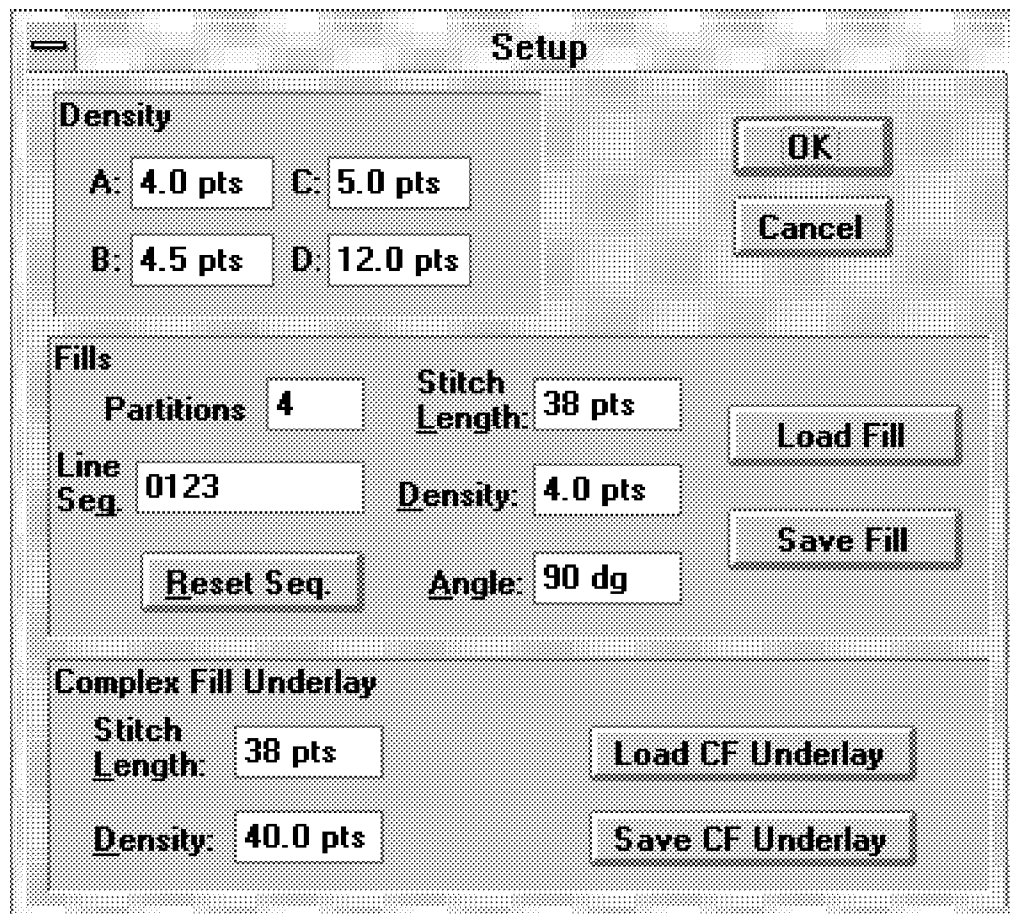 Setup
Density
A: 4.0 pts C: 5.0 pts
B: 4.5 pts D: 12.0 pts
OK
Cancel
Fills
Partitions 4
Stitch
Length: 38 pts
Line
Seq. 0123
Density: 4.0 pts
Reset Seq.
Angle: 90 dg
Load Fill
Save Fill
Complex Fill Underlay
Stitch
Length: 38 pts
Density: 40.0 pts
Load CF Underlay
Save CF Underlay